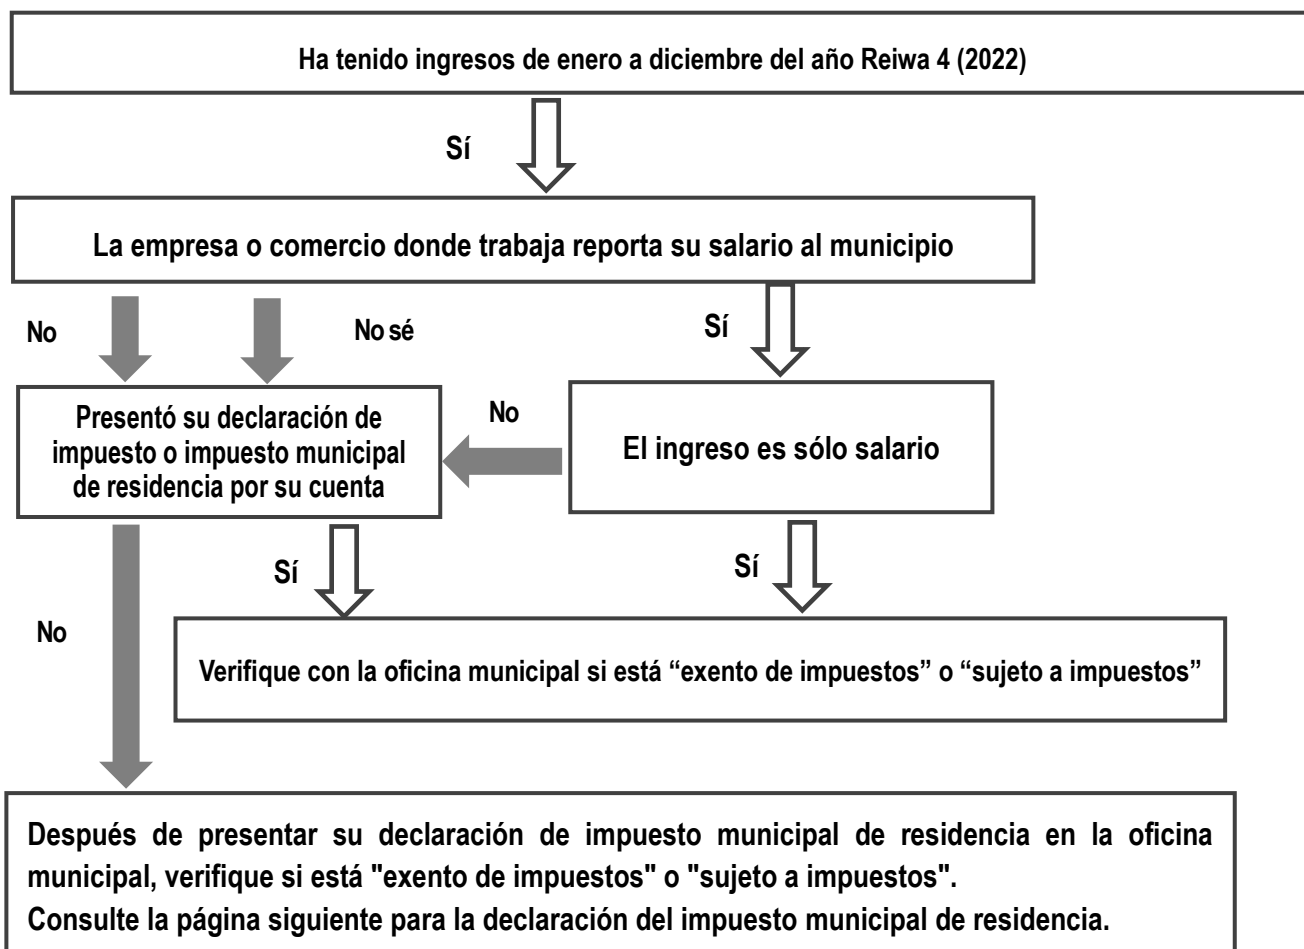 Ha tenido ingresos de enero a diciembre del año Reiwa 4 (2022)
Sí
La empresa o comercio donde trabaja reporta su salario al municipio
No
No sé
Sí
Presentó su declaración de
impuesto o impuesto municipal
de residencia por su cuenta
No
El ingreso es sólo salario
Sí
Sí
No
Verifique con la oficina municipal si está “exento de impuestos” o “sujeto a impuestos”
Después de presentar su declaración de impuesto municipal de residencia en la oficina
municipal, verifique si está "exento de impuestos" o "sujeto a impuestos".
Consulte la página siguiente para la declaración del impuesto municipal de residencia.